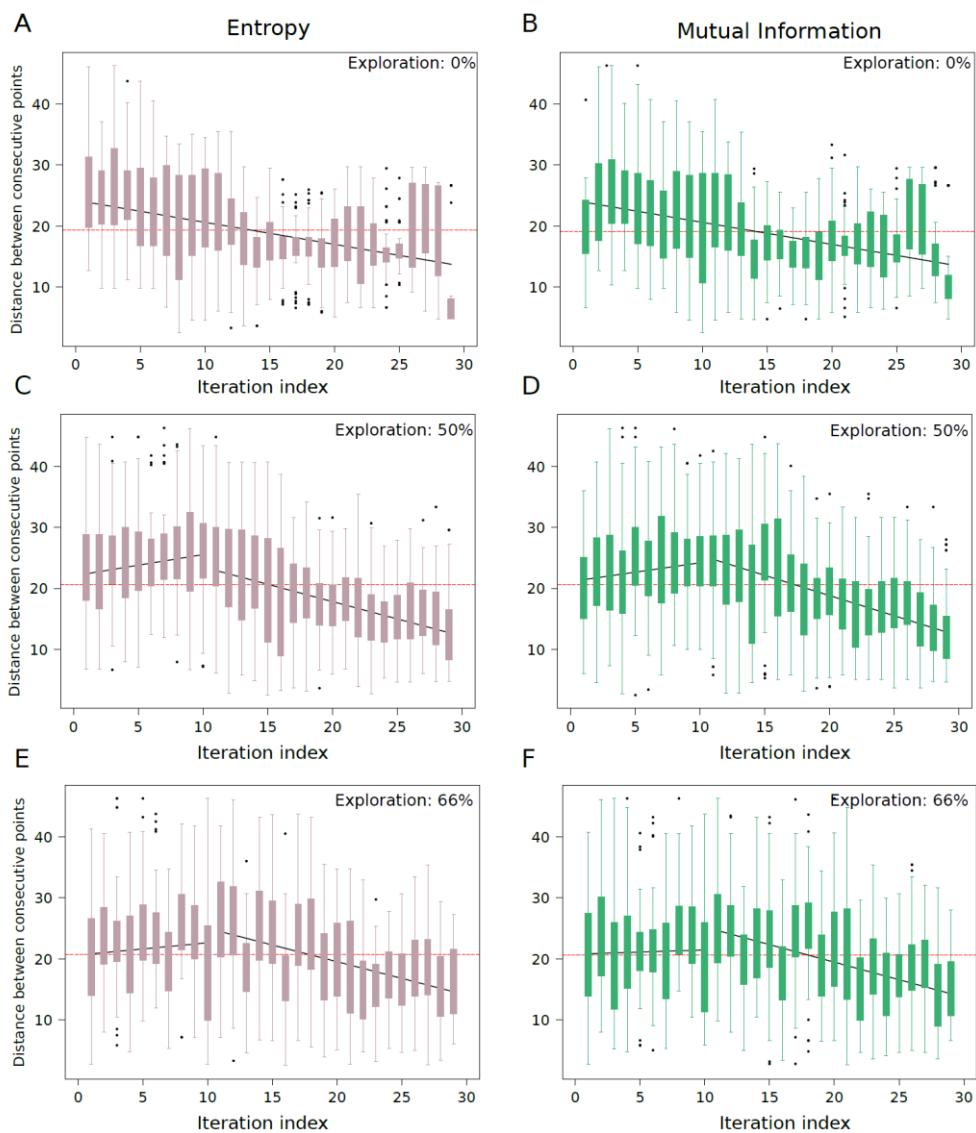 A
Entropy
B
Mutual Information
Exploration: 0%
Exploration: 0%
Distance between consecutive points
40
30
20
10
40
30
20
10
0 5 10 15 20 25 30
0 5 10 15 20 25 30
Iteration index
Iteration index
C
D
Exploration: 50%
Exploration: 50%
Distance between consecutive points
40
30
20
10
40
30
20
10
0 5 10 15 20 25 30
0 5 10 15 20 25 30
Iteration index
Iteration index
E
F
Exploration: 66%
Exploration: 66%
Distance between consecutive points
40
30
20
10
40
30
20
10
0 5 10 15 20 25 30
0 5 10 15 20 25 30
Iteration index
Iteration index